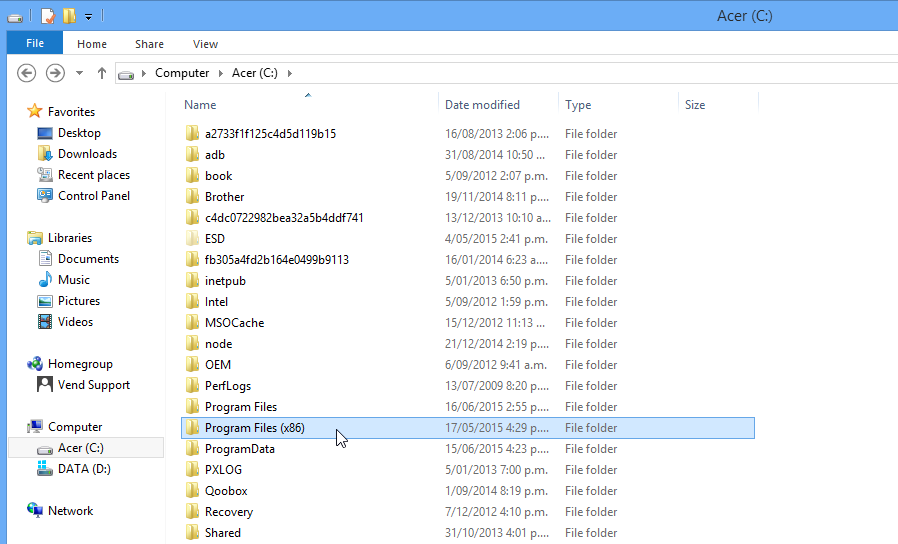 Acer (C:)
File Home Share View
Computer Acer (C:)
Favorites
Desktop
Downloads
Recent places
Control Panel
Libraries
Documents
Music
Pictures
Videos
Homegroup
Vend Support
Computer
Acer (C:)
DATA (D:)
Network
Name Date modified Type Size
a2733f1f125c4d5d119b15 16/08/2013 2:06 p.... File folder
adb 31/08/2014 10:50 ... File folder
book 5/09/2012 2:07 p.m. File folder
Brother 19/11/2014 8:11 p.... File folder
c4dc0722982bea32a5b4ddf741 13/12/2013 10:10 a... File folder
ESD 4/05/2015 2:41 p.m. File folder
fb305a4fd2b164e0499b9113 16/01/2014 6:23 a.... File folder
inetpub 5/01/2013 6:50 p.m. File folder
Intel 5/09/2012 1:59 p.m. File folder
MSOCache 15/12/2012 11:13 ... File folder
node 21/12/2014 2:19 p.... File folder
OEM 6/09/2012 9:41 a.m. File folder
PerfLogs 13/07/2009 8:20 p.... File folder
Program Files 16/06/2015 2:55 p.... File folder
Program Files (x86) 17/05/2015 4:29 p.... File folder
ProgramData 15/06/2015 4:23 p.... File folder
PXLOG 5/01/2013 7:00 p.m. File folder
Qoobox 1/09/2014 8:19 p.m. File folder
Recovery 7/12/2012 4:10 p.m. File folder
Shared 31/10/2013 4:01 p.... File folder